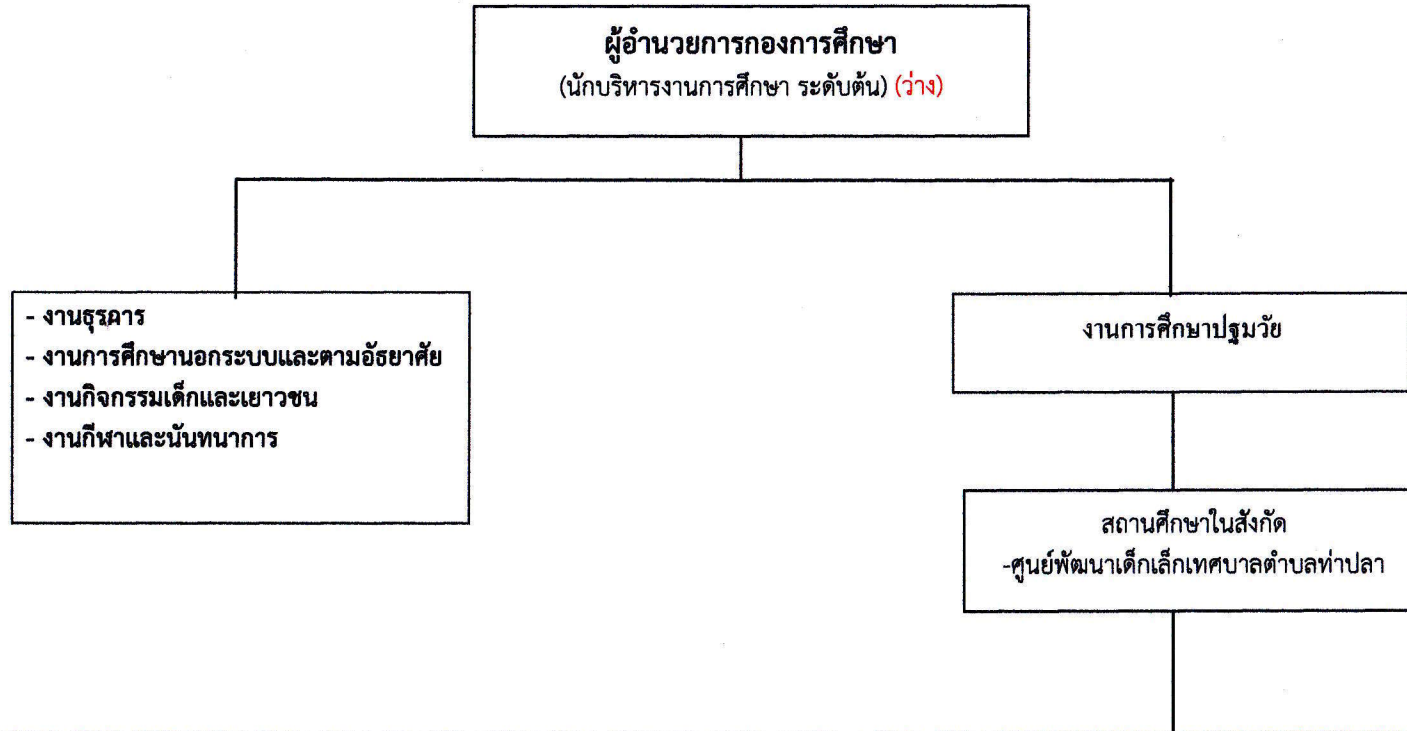 ผู้อำนวยการกองการศึกษา
(นักบริหารงานการศึกษา ระดับต้น) (ว่าง)
- งานธุรการ
- งานการศึกษานอกระบบและตามอัธยาศัย
- งานกิจกรรมเด็กและเยาวชน
- งานกีฬาและนันทนาการ
งานการศึกษาปฐมวัย
สถานศึกษาในสังกัด
-ศูนย์พัฒนาเด็กเล็กเทศบาลตำบลท่าปลา